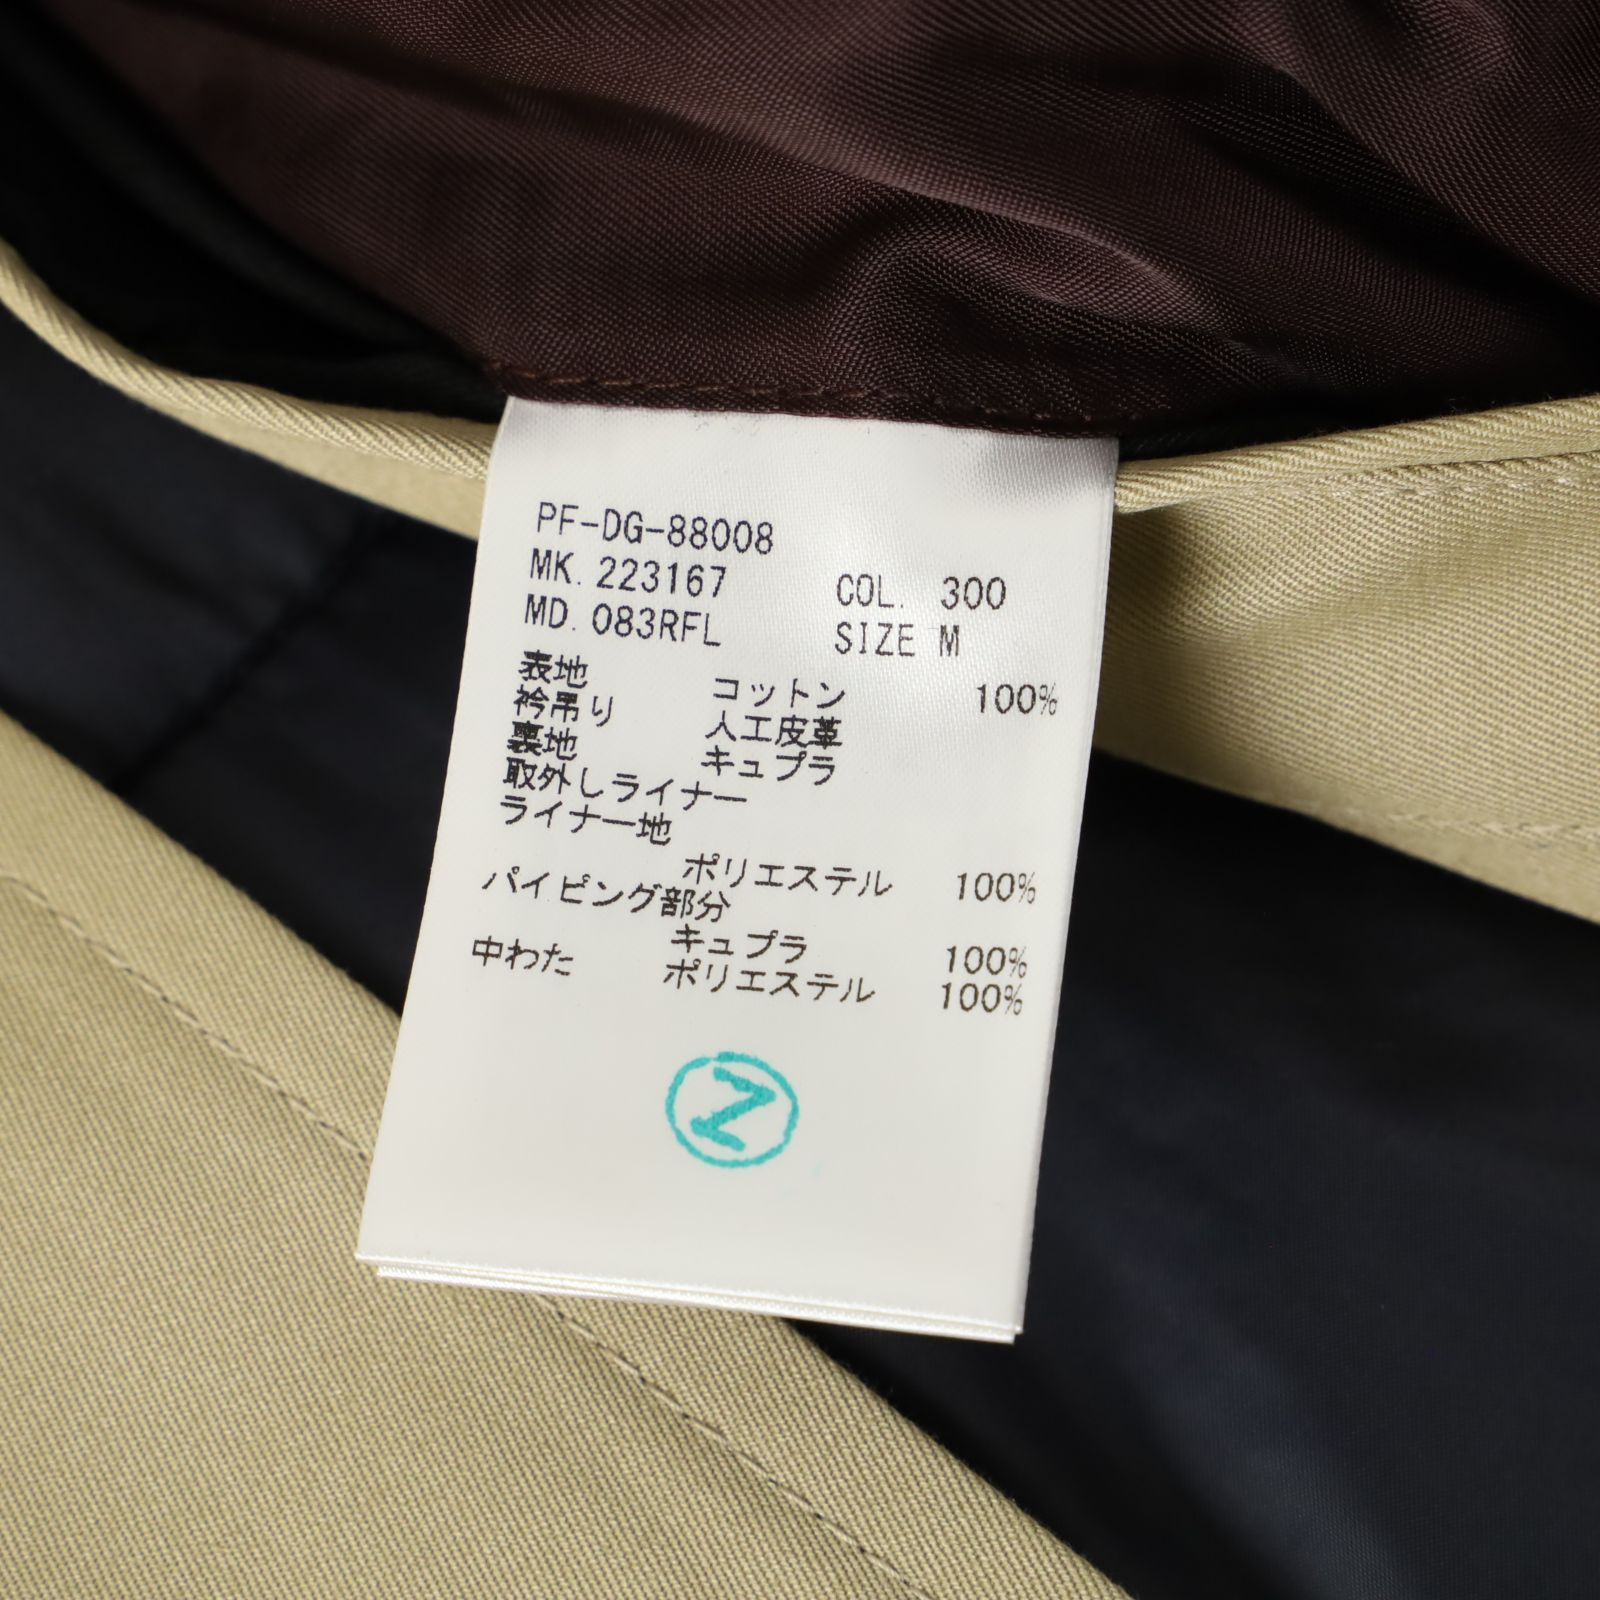 PF-DG-88008
MK. 223167 COL. 300
MD. 083RFL SIZE M
表地 コットン 100%
衿吊り 人工皮革
裏地 キュプラ
取外しライナー
ライナー地
ポリエステル 100%
パイピング部分
キュプラ 100%
中わた ポリエステル 100%
Z